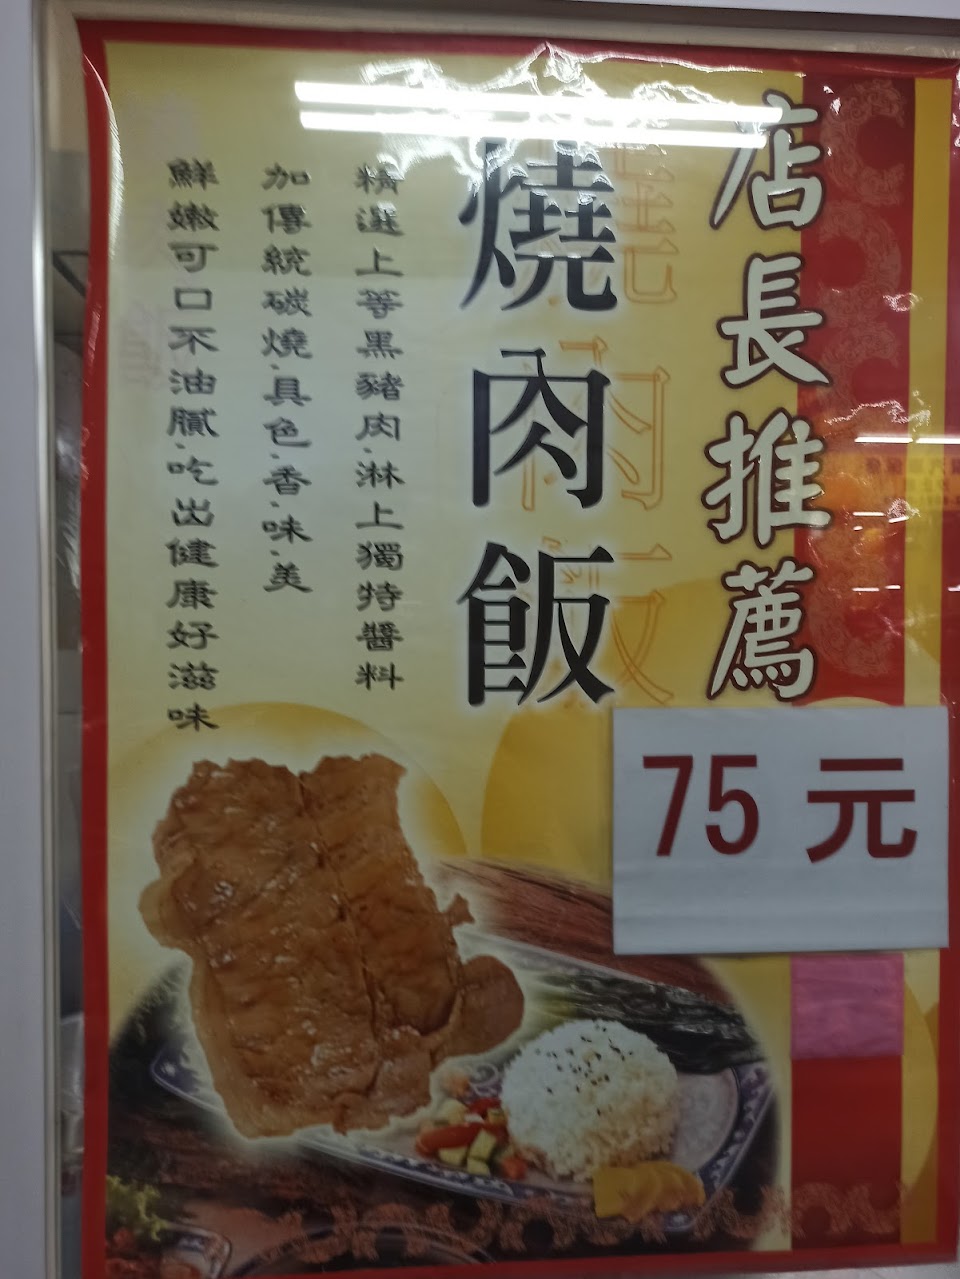 店長推薦
燒肉飯
精選上等黑豬肉、淋上獨特醬料
加傳統碳燒、具色、香、味、美
鮮嫩可口不油膩、吃出健康好滋味
75 元